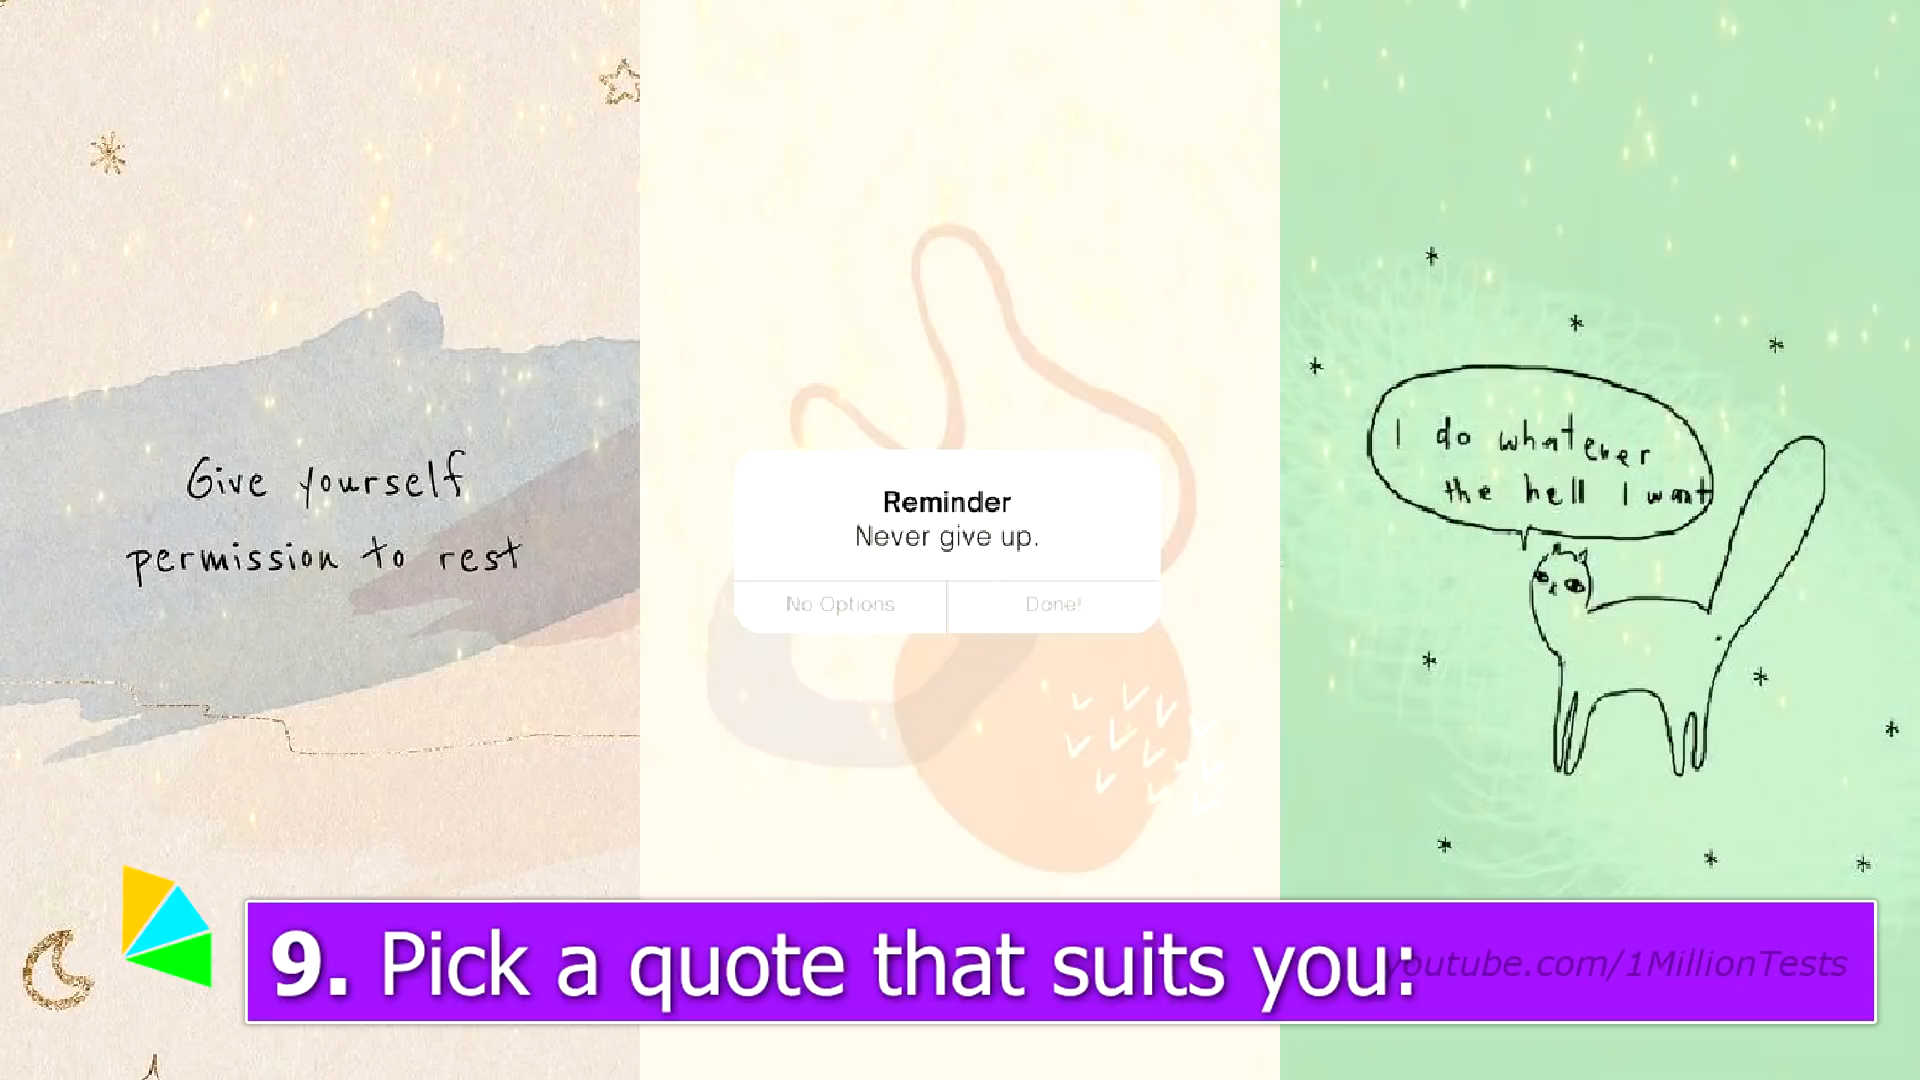 Give yourself
permission to rest
Reminder
Never give up.
No Options
Done!
I do whatever
the hell I want
9. Pick a quote that suits you:
youtube.com/1MillionTests